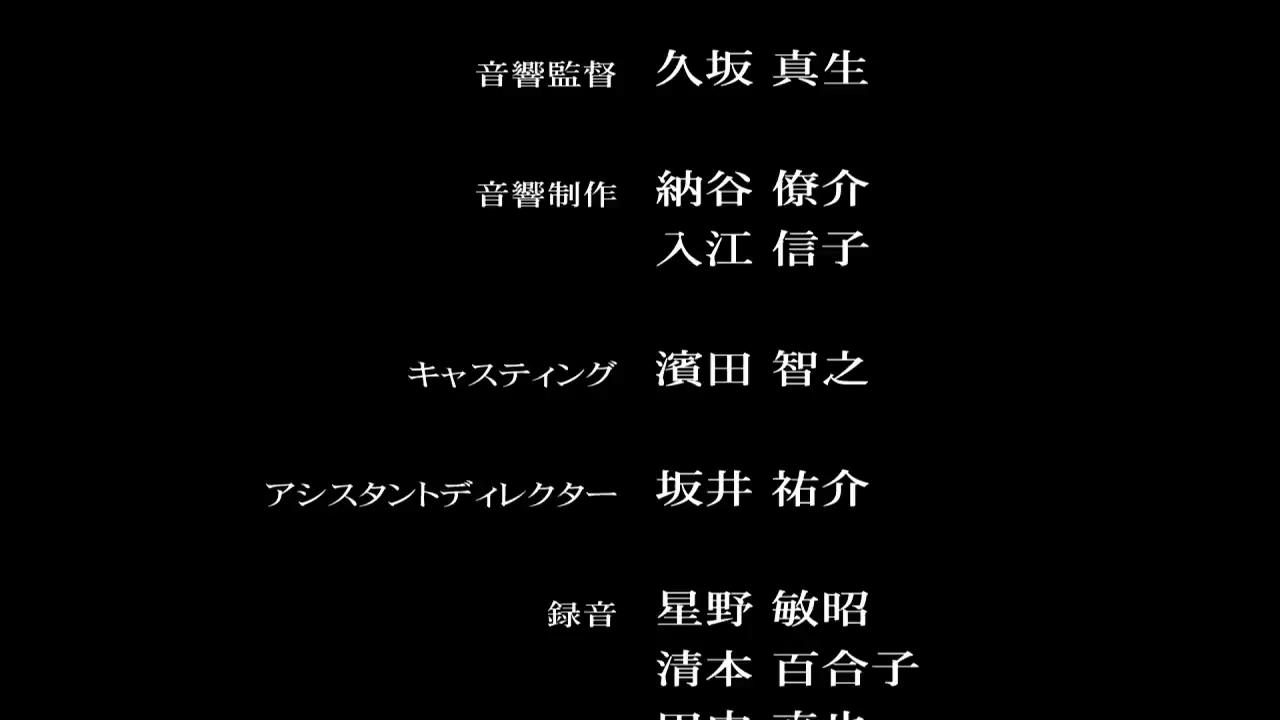 音響監督 久坂 真生
音響制作 納谷 僚介
入江 信子
キャスティング 濱田 智之
アシスタントディレクター 坂井 祐介
録音 星野 敏昭
清本 百合子